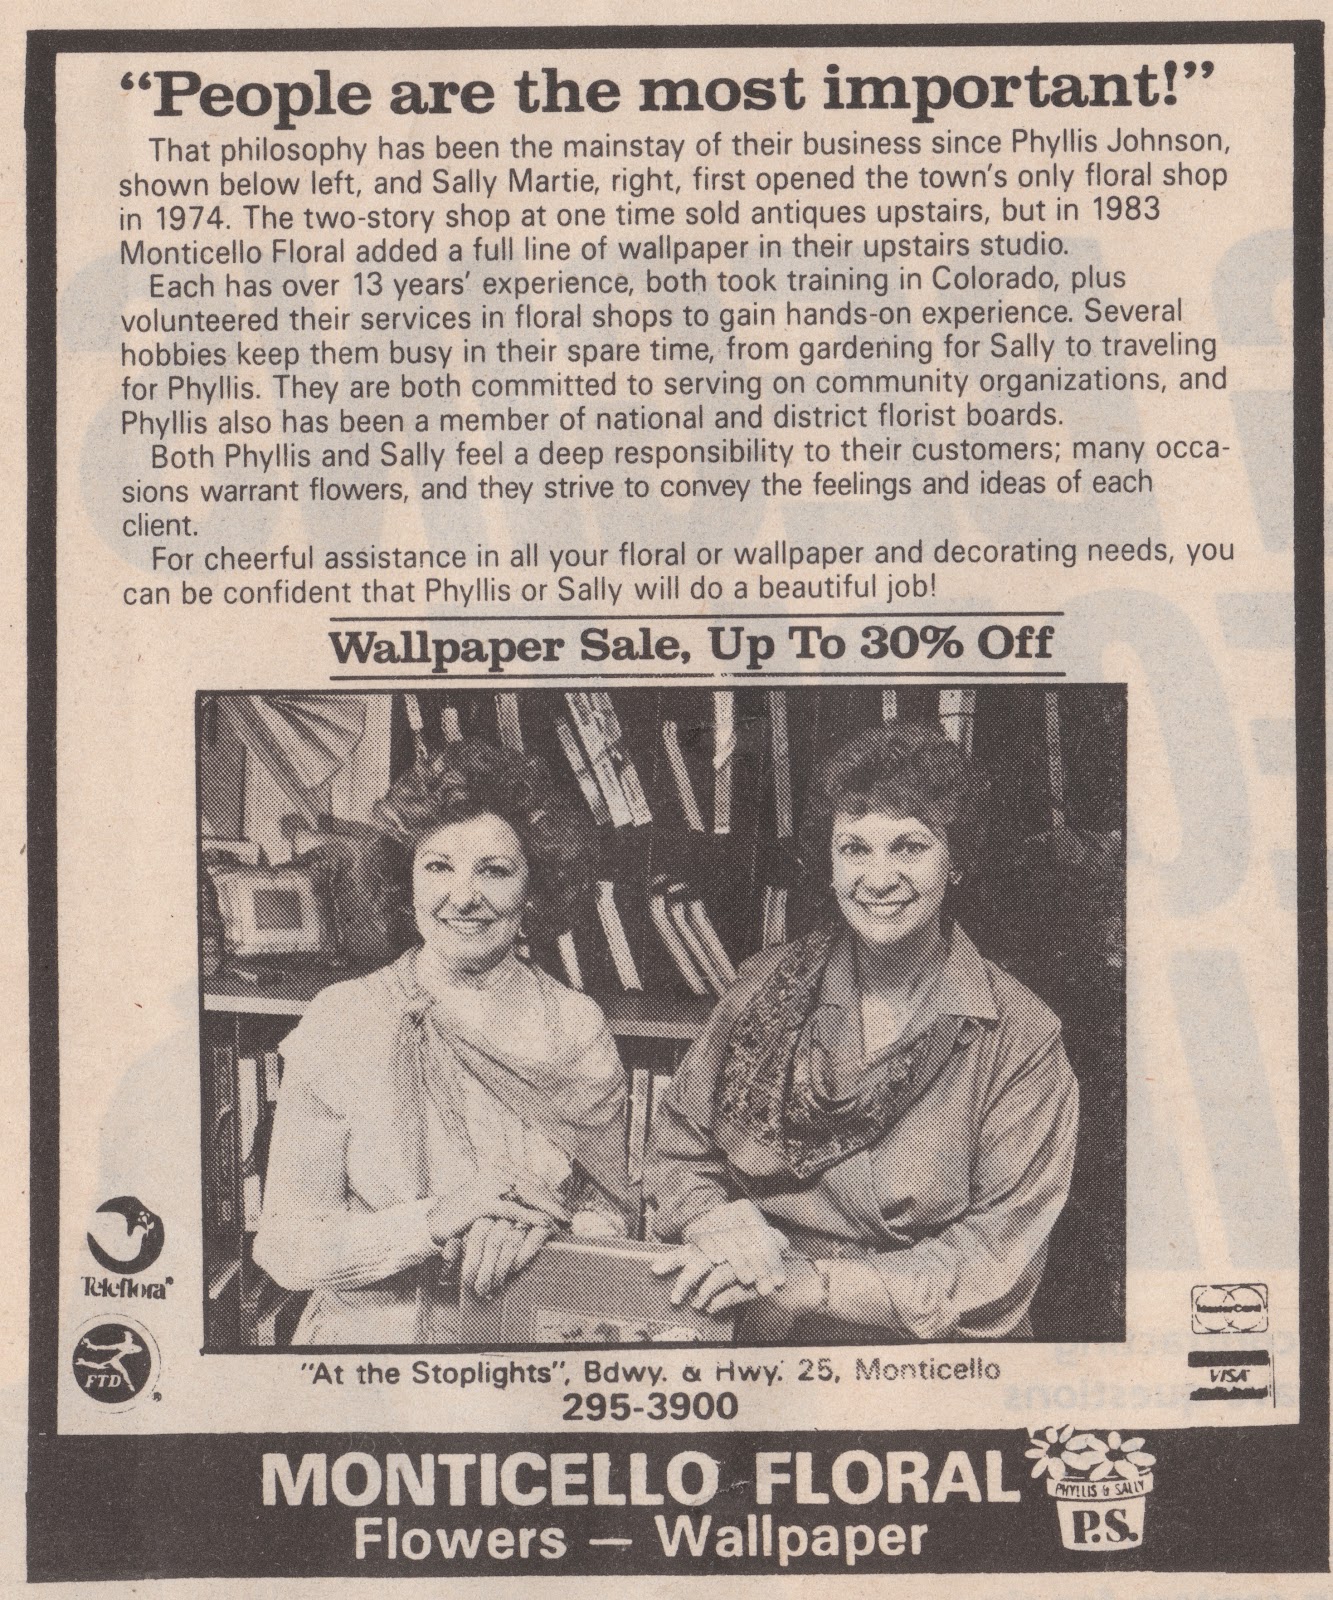 “People are the most important!”
That philosophy has been the mainstay of their business since Phyllis Johnson,
shown below left, and Sally Martie, right, first opened the town's only floral shop
in 1974. The two-story shop at one time sold antiques upstairs, but in 1983
Monticello Floral added a full line of wallpaper in their upstairs studio.
Each has over 13 years' experience, both took training in Colorado, plus
volunteered their services in floral shops to gain hands-on experience. Several
hobbies keep them busy in their spare time, from gardening for Sally to traveling
for Phyllis. They are both committed to serving on community organizations, and
Phyllis also has been a member of national and district florist boards.
Both Phyllis and Sally feel a deep responsibility to their customers; many occa-
sions warrant flowers, and they strive to convey the feelings and ideas of each
client.
For cheerful assistance in all your floral or wallpaper and decorating needs, you
can be confident that Phyllis or Sally will do a beautiful job!
Wallpaper Sale, Up To 30% Off
Teleflora®
FTD®
MasterCard
VISA
"At the Stoplights", Bdwy. & Hwy. 25, Monticello
295-3900
MONTICELLO FLORAL
Flowers — Wallpaper
PHYLLIS & SALLY
P.S.